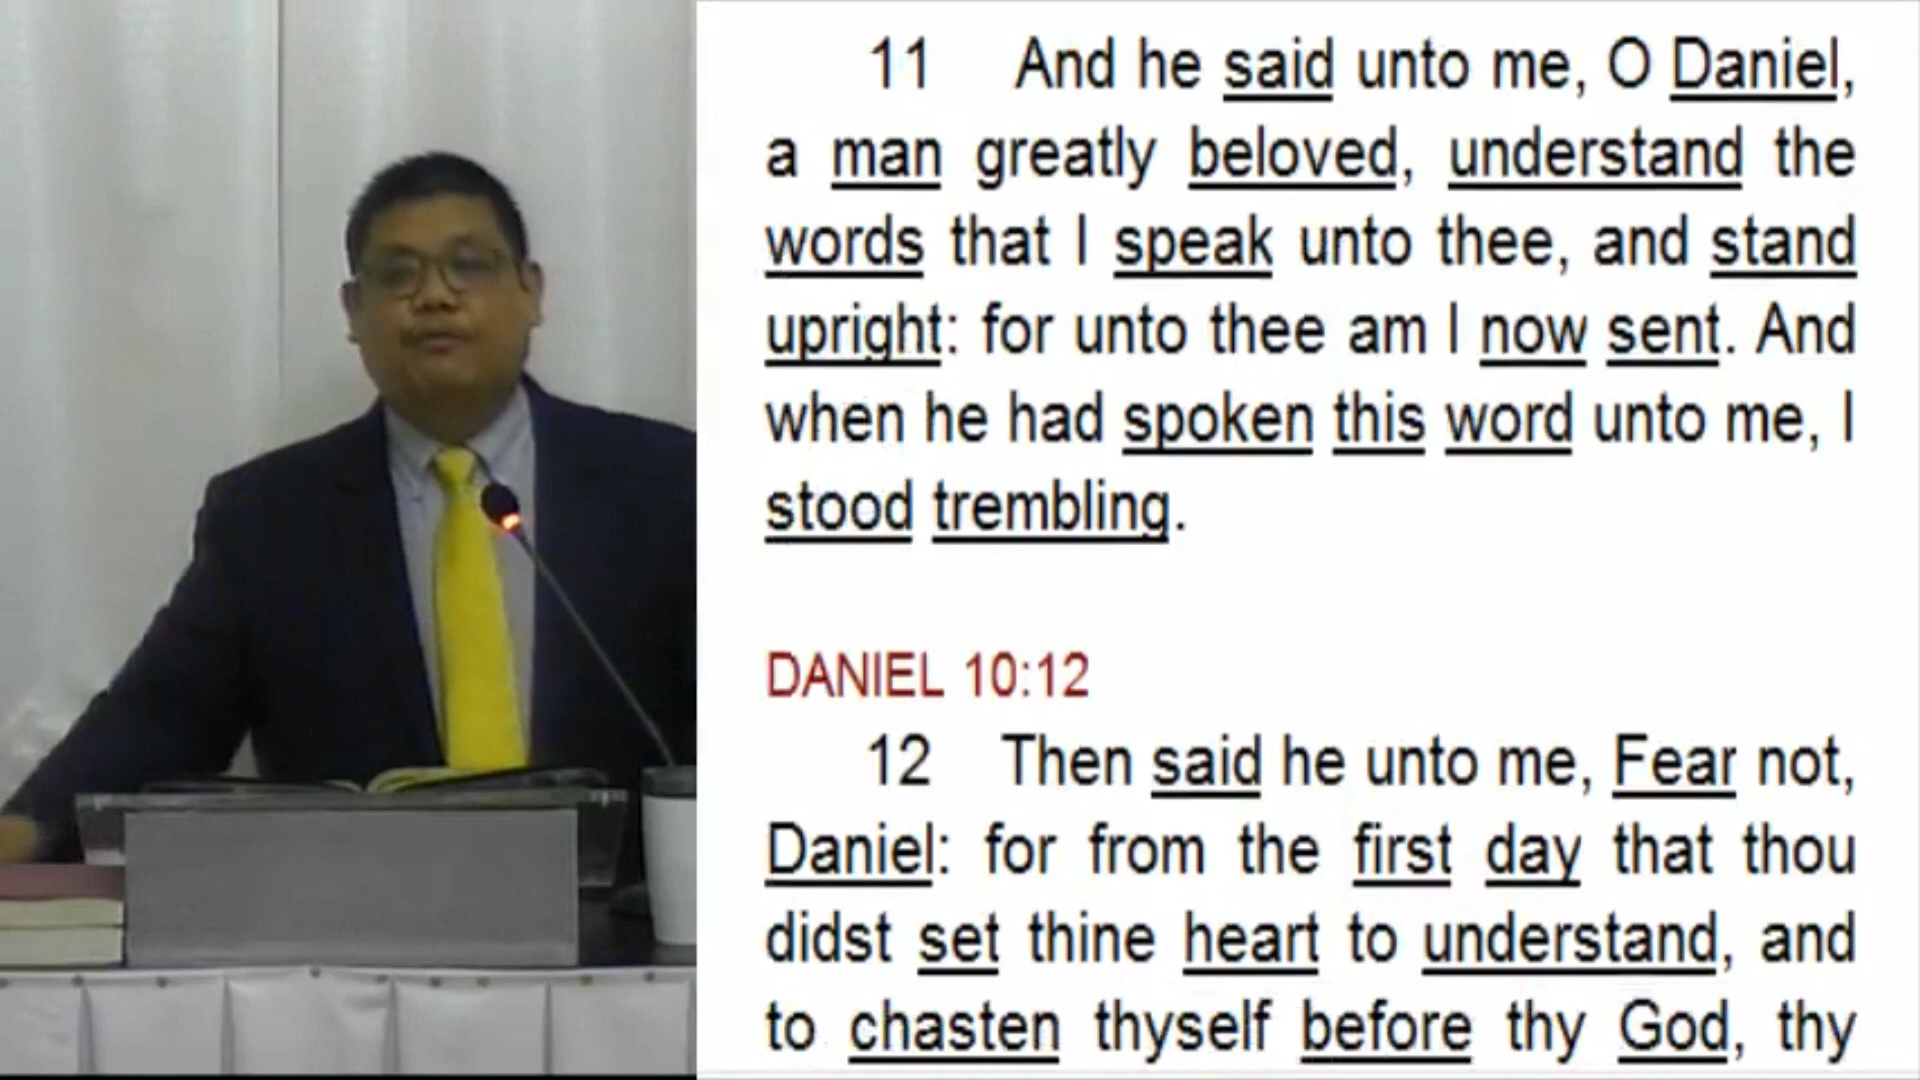 11 And he said unto me, O Daniel,
a man greatly beloved, understand the
words that I speak unto thee, and stand
upright: for unto thee am I now sent. And
when he had spoken this word unto me, I
stood trembling.
DANIEL 10:12
12 Then said he unto me, Fear not,
Daniel: for from the first day that thou
didst set thine heart to understand, and
to chasten thyself before thy God, thy